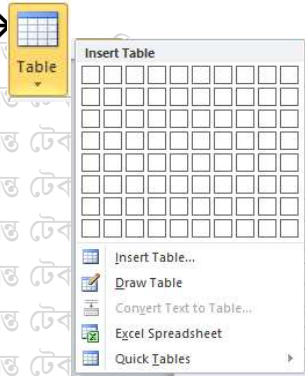 Table
Insert Table
Insert Table...
Draw Table
Convert Text to Table...
Excel Spreadsheet
Quick Tables